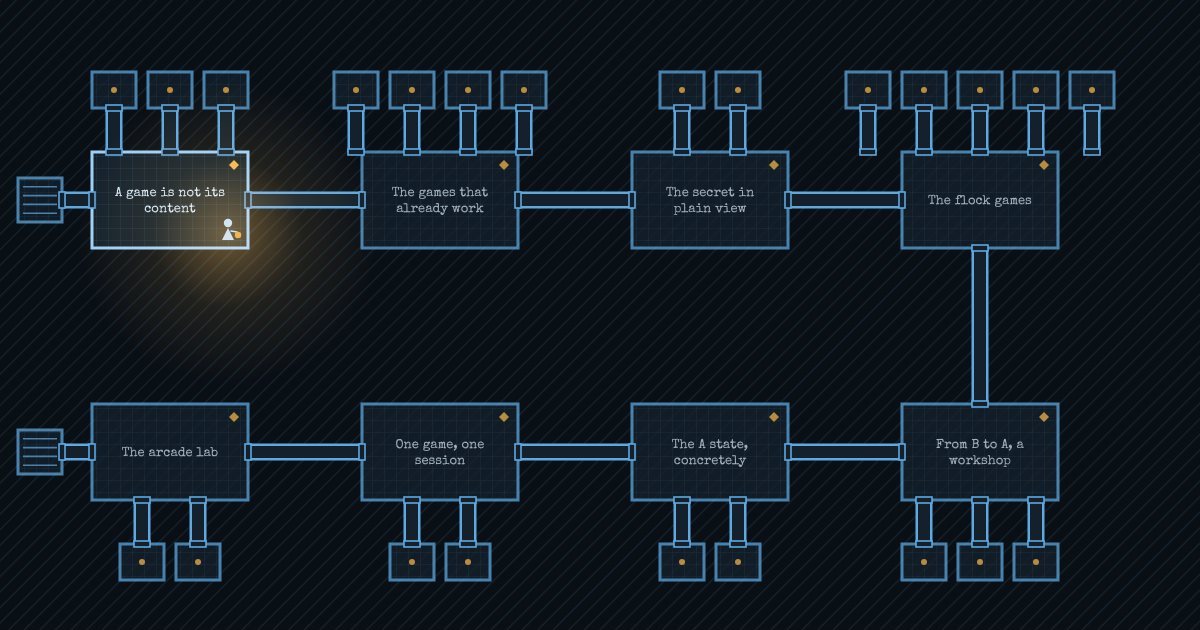 A game is not its
content
The games that
already work
The secret in
plain view
The flock games
The arcade lab
One game, one
session
The A state,
concretely
From B to A, a
workshop